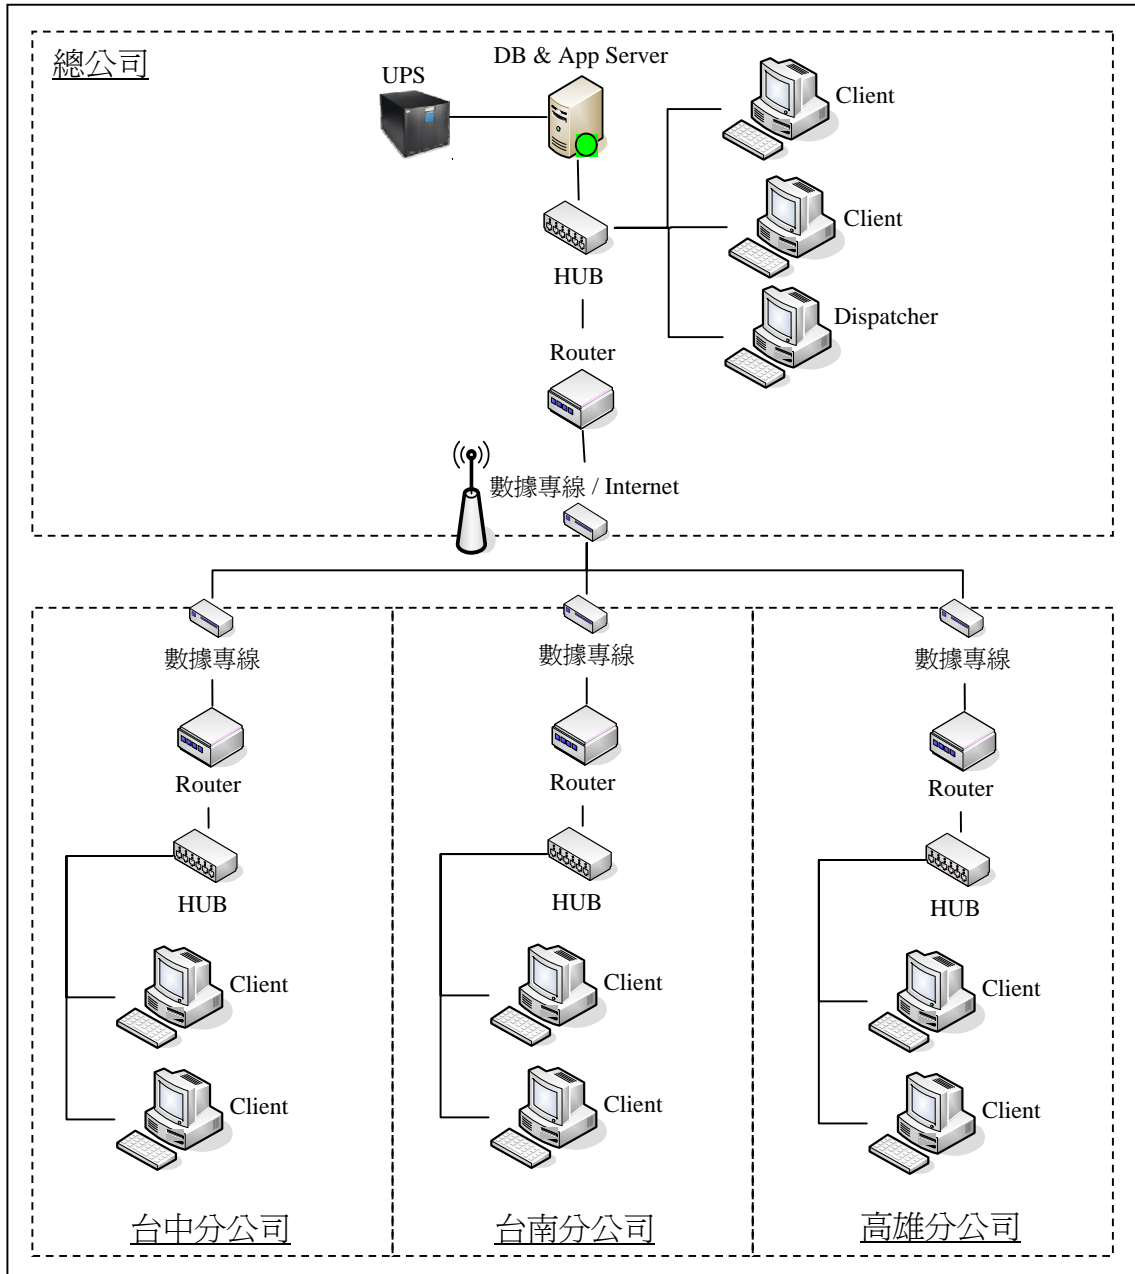 總公司
DB & App Server
UPS
Client
Client
HUB
Dispatcher
Router
數據專線 / Internet
數據專線
數據專線
數據專線
Router
Router
Router
HUB
HUB
HUB
Client
Client
Client
Client
Client
Client
台中分公司
台南分公司
高雄分公司